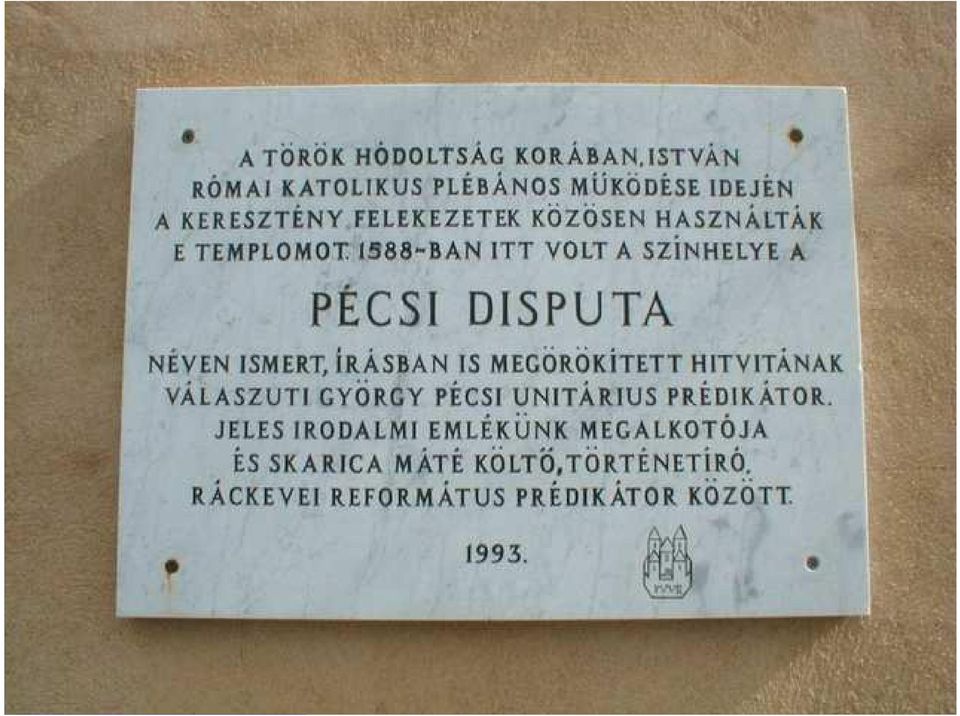 A TÖRÖK HÓDOLTSÁG KORÁBAN, ISTVÁN
RÓMAI KATOLIKUS PLÉBÁNOS MŰKÖDÉSE IDEJÉN
A KERESZTÉNY FELEKEZETEK KÖZÖSEN HASZNÁLTÁK
E TEMPLOMOT. 1588-BAN ITT VOLT A SZÍNHELYE A
PÉCSI DISPUTA
NÉVEN ISMERT, ÍRÁSBAN IS MEGÖRÖKÍTETT HITVITÁNAK
VÁLASZUTI GYÖRGY PÉCSI UNITÁRIUS PRÉDIKÁTOR.
JELES IRODALMI EMLÉKÜNK MEGALKOTÓJA
ÉS SKARICA MÁTÉ KÖLTŐ, TÖRTÉNETÍRÓ,
RÁCKEVEI REFORMÁTUS PRÉDIKÁTOR KÖZÖTT.
1993.